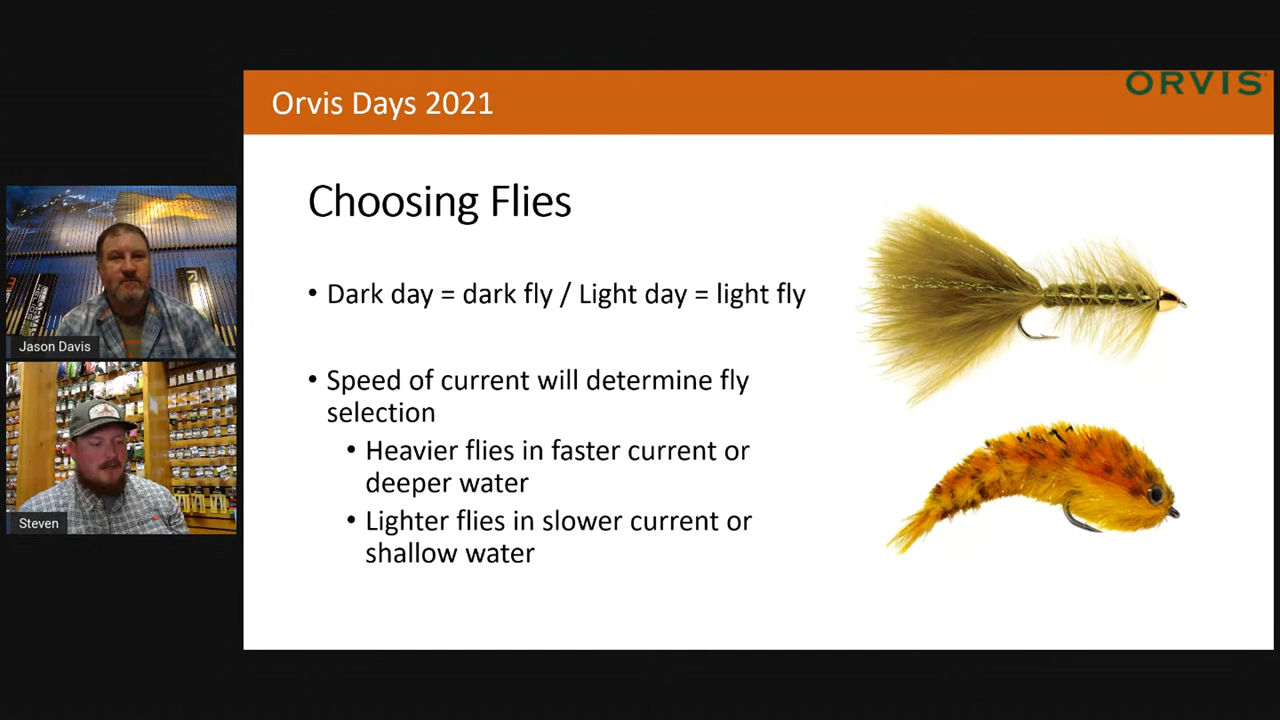 ORVIS
Orvis Days 2021
Choosing Flies
• Dark day = dark fly / Light day = light fly
• Speed of current will determine fly
selection
• Heavier flies in faster current or
deeper water
• Lighter flies in slower current or
shallow water
Jason Davis
Steven